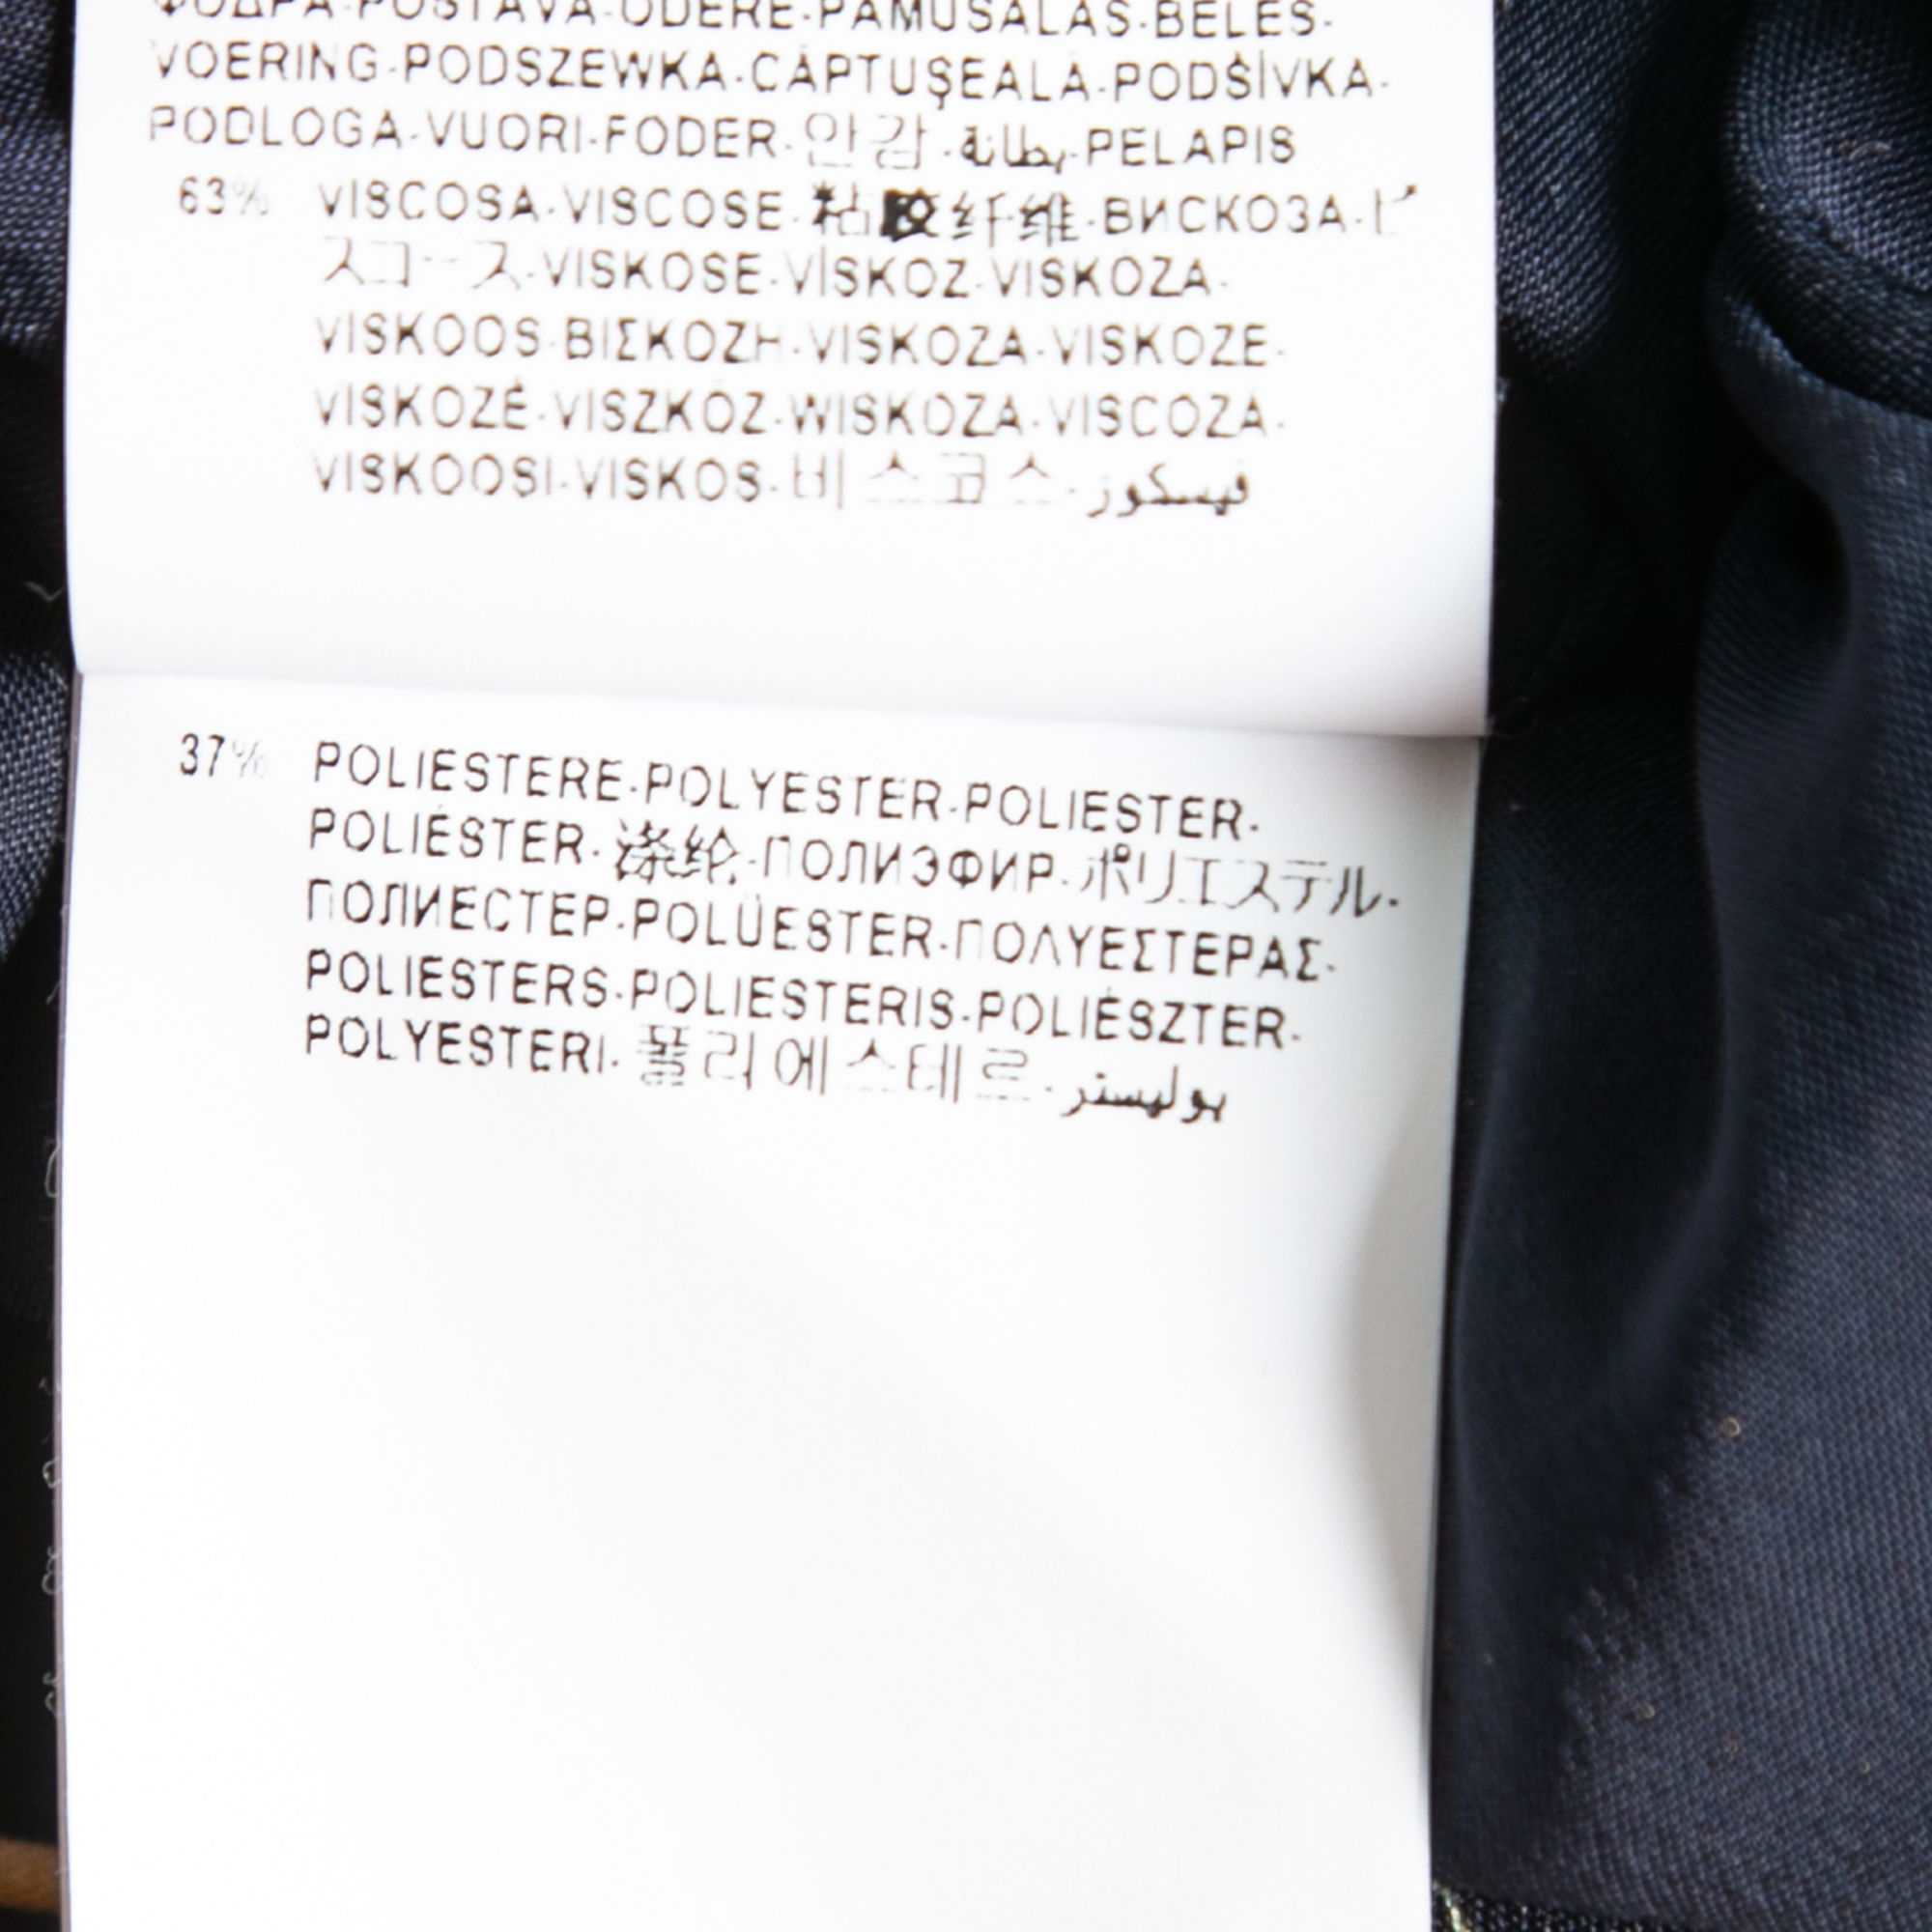 ФОДРА-POSTAVA-ODERE-PAMUSALAS-BÉLÉS-
VOERING-PODSZEWKA-CĂPTUŞEALĂ-PODŠÍVKA-
PODLOGA-VUORI-FODER-안감-بطانة-PELAPIS
63% VISCOSA-VISCOSE-粘胶纤维-ВИСКОЗА-ビ
スコース-VISKOSE-VİSKOZ-VISKÓZA-
VISKOOS-ΒΙΣΚΟΖΗ-VISKOZA-VISKOZE-
VISKOZĖ-VISZKÓZ-WISKOZA-VISCOZĂ-
VISKOOSI-VISKOS-비스코스-فيسكوز
37% POLIESTERE-POLYESTER-POLIESTER-
POLIÉSTER-涤纶-ПОЛИЭФИР-ポリエステル-
ПОЛИЕСТЕР-POLÜESTER-ΠΟΛΥΕΣΤΕΡΑΣ-
POLIESTERS-POLIESTERIS-POLIÉSZTER-
POLYESTERI-폴리에스테르-بوليستر